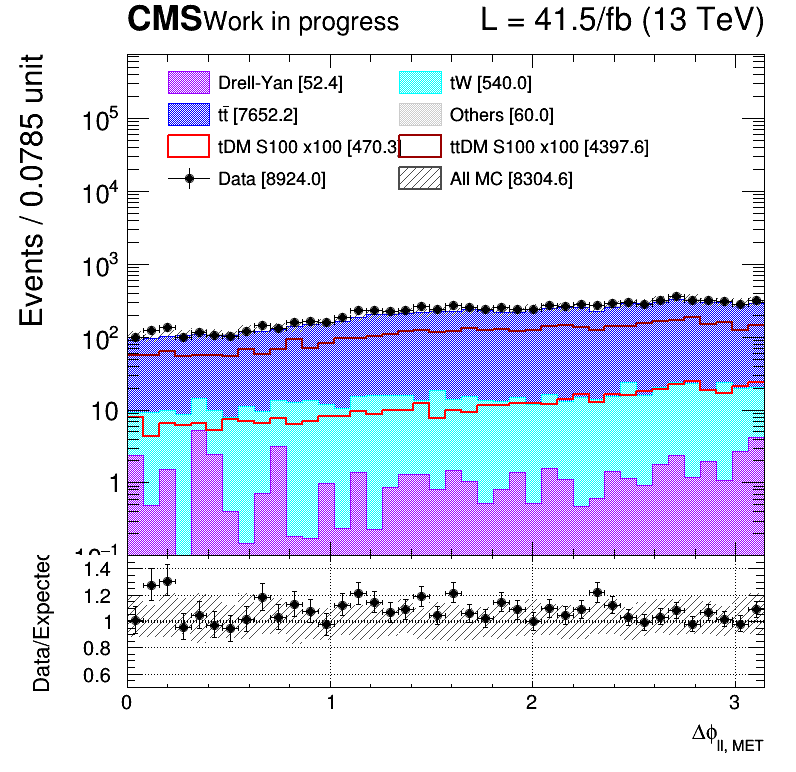 CMS Work in progress L = 41.5/fb (13 TeV)
Events / 0.0785 unit
Drell-Yan [52.4] tW [540.0]
tt̄ [7652.2] Others [60.0]
tDM S100 x100 [470.3] ttDM S100 x100 [4397.6]
Data [8924.0] All MC [8304.6]
10⁵
10⁴
10³
10²
10
1
10⁻¹
Data/Expected
1.4
1.2
1
0.8
0.6
0 1 2 3
Δϕ_ll, MET